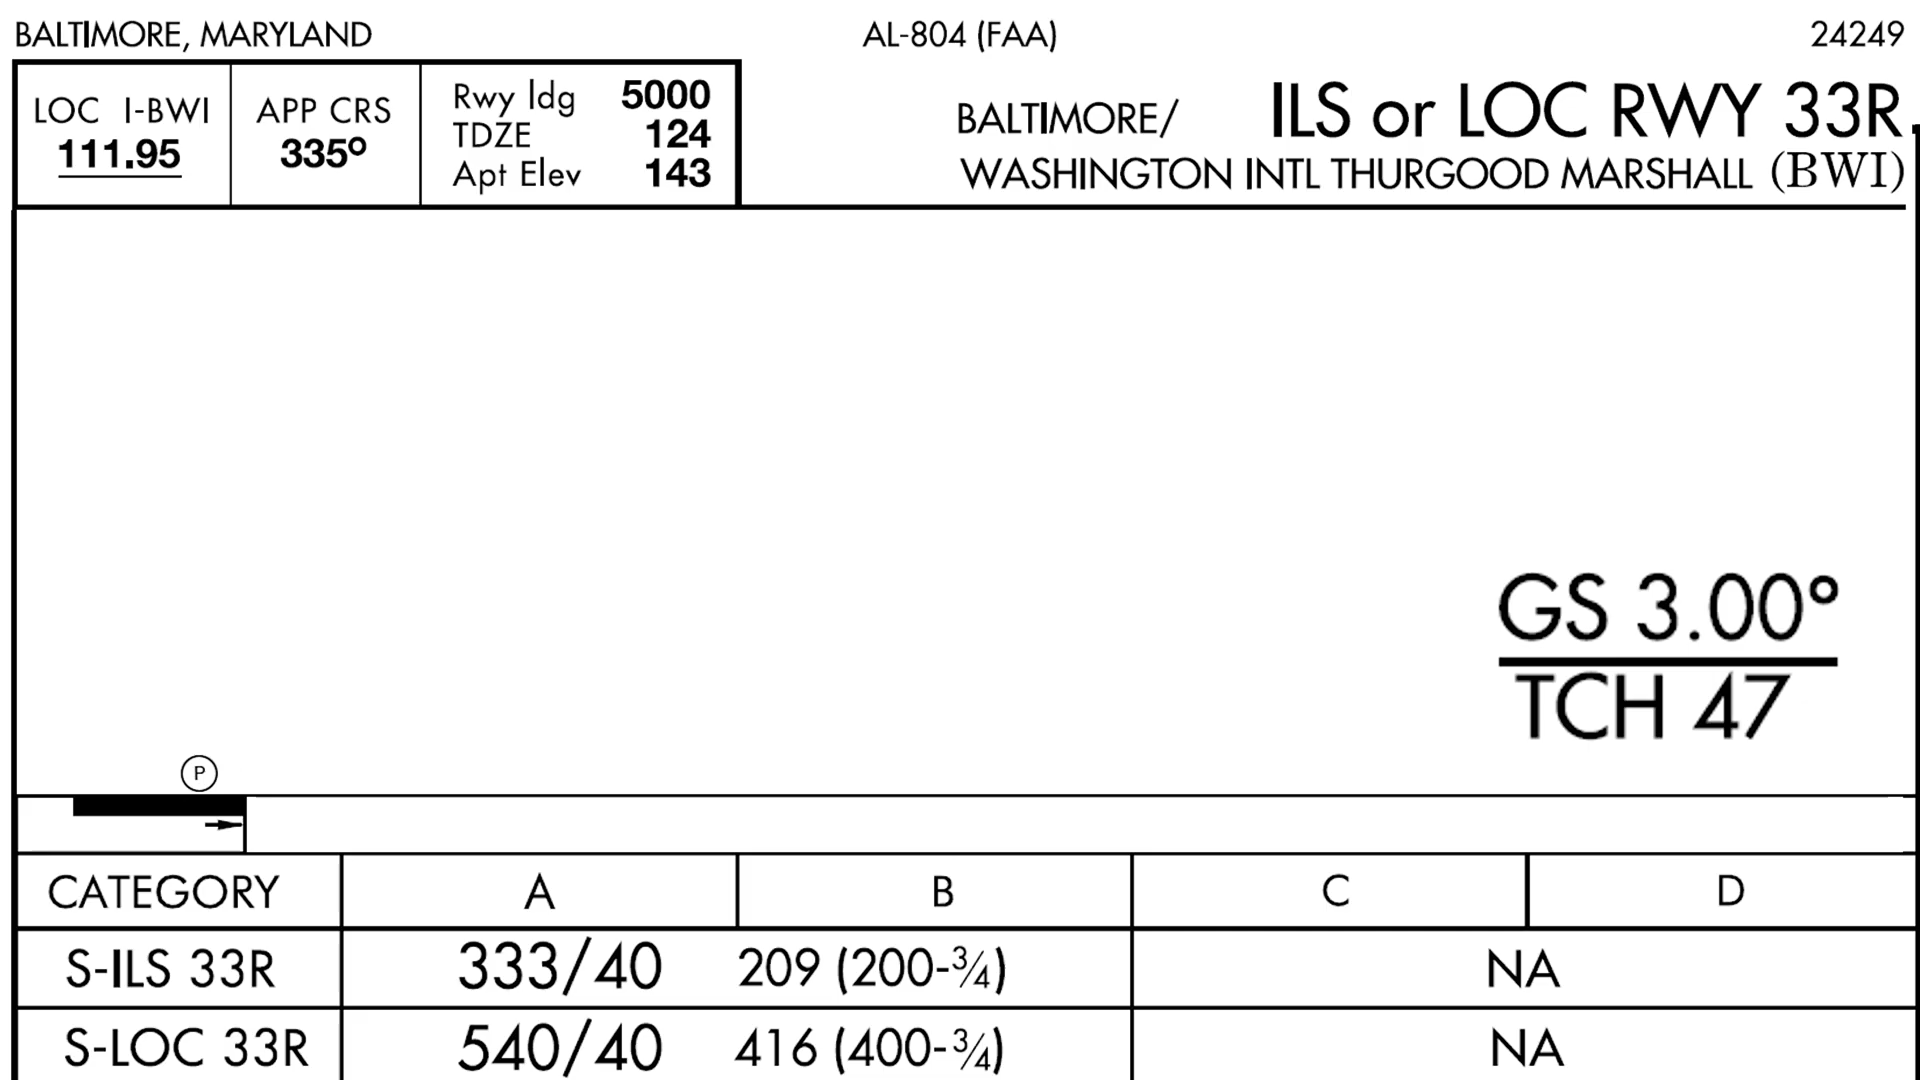 BALTIMORE, MARYLAND AL-804 (FAA) 24249
LOC I-BWI
111.95
APP CRS
335°
Rwy ldg 5000
TDZE 124
Apt Elev 143
ILS or LOC RWY 33R
BALTIMORE/
WASHINGTON INTL THURGOOD MARSHALL (BWI)
GS 3.00°
TCH 47
P
CATEGORY A B C D
S-ILS 33R 333/40 209 (200-¾) NA
S-LOC 33R 540/40 416 (400-¾) NA